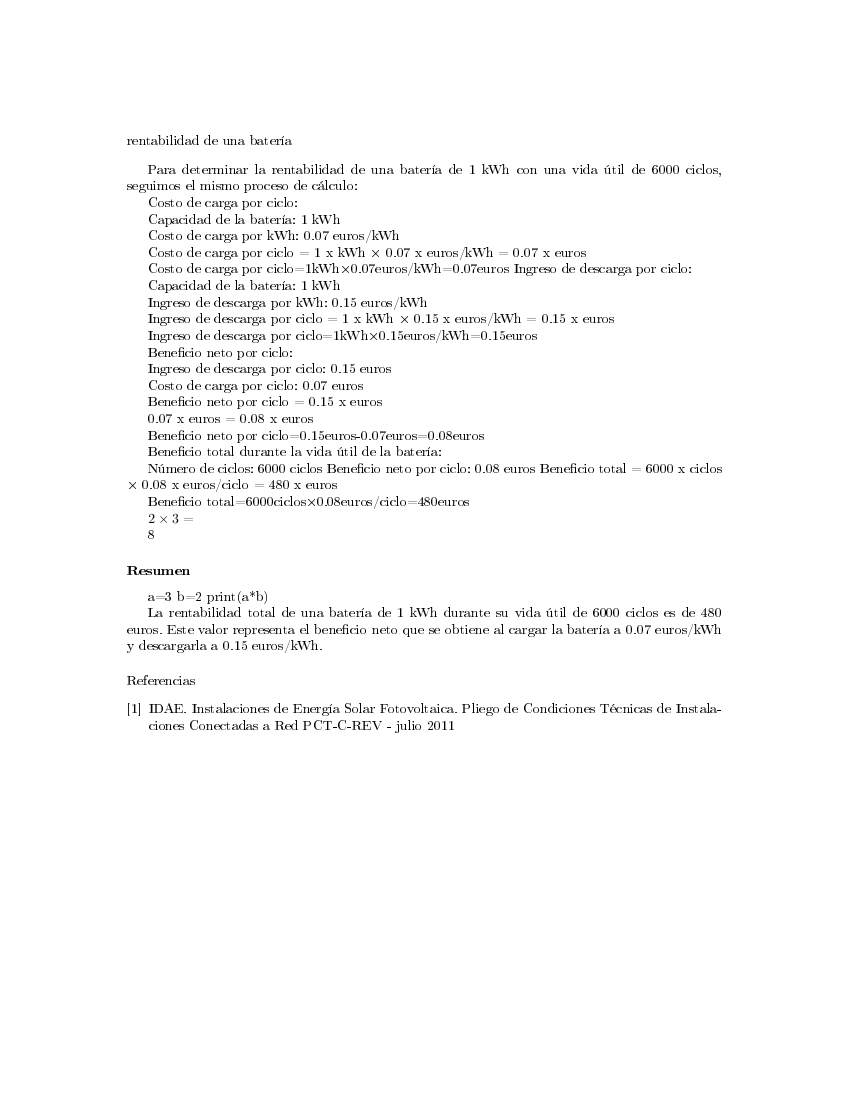 rentabilidad de una batería
Para determinar la rentabilidad de una batería de 1 kWh con una vida útil de 6000 ciclos,
seguimos el mismo proceso de cálculo:
Costo de carga por ciclo:
Capacidad de la batería: 1 kWh
Costo de carga por kWh: 0.07 euros/kWh
Costo de carga por ciclo = 1 x kWh × 0.07 x euros/kWh = 0.07 x euros
Costo de carga por ciclo=1kWh×0.07euros/kWh=0.07euros Ingreso de descarga por ciclo:
Capacidad de la batería: 1 kWh
Ingreso de descarga por kWh: 0.15 euros/kWh
Ingreso de descarga por ciclo = 1 x kWh × 0.15 x euros/kWh = 0.15 x euros
Ingreso de descarga por ciclo=1kWh×0.15euros/kWh=0.15euros
Beneficio neto por ciclo:
Ingreso de descarga por ciclo: 0.15 euros
Costo de carga por ciclo: 0.07 euros
Beneficio neto por ciclo = 0.15 x euros
0.07 x euros = 0.08 x euros
Beneficio neto por ciclo=0.15euros-0.07euros=0.08euros
Beneficio total durante la vida útil de la batería:
Número de ciclos: 6000 ciclos Beneficio neto por ciclo: 0.08 euros Beneficio total = 6000 x ciclos
× 0.08 x euros/ciclo = 480 x euros
Beneficio total=6000ciclos×0.08euros/ciclo=480euros
2 × 3 =
8
Resumen
a=3 b=2 print(a*b)
La rentabilidad total de una batería de 1 kWh durante su vida útil de 6000 ciclos es de 480
euros. Este valor representa el beneficio neto que se obtiene al cargar la batería a 0.07 euros/kWh
y descargarla a 0.15 euros/kWh.
Referencias
[1] IDAE. Instalaciones de Energía Solar Fotovoltaica. Pliego de Condiciones Técnicas de Instala-
ciones Conectadas a Red PCT-C-REV - julio 2011